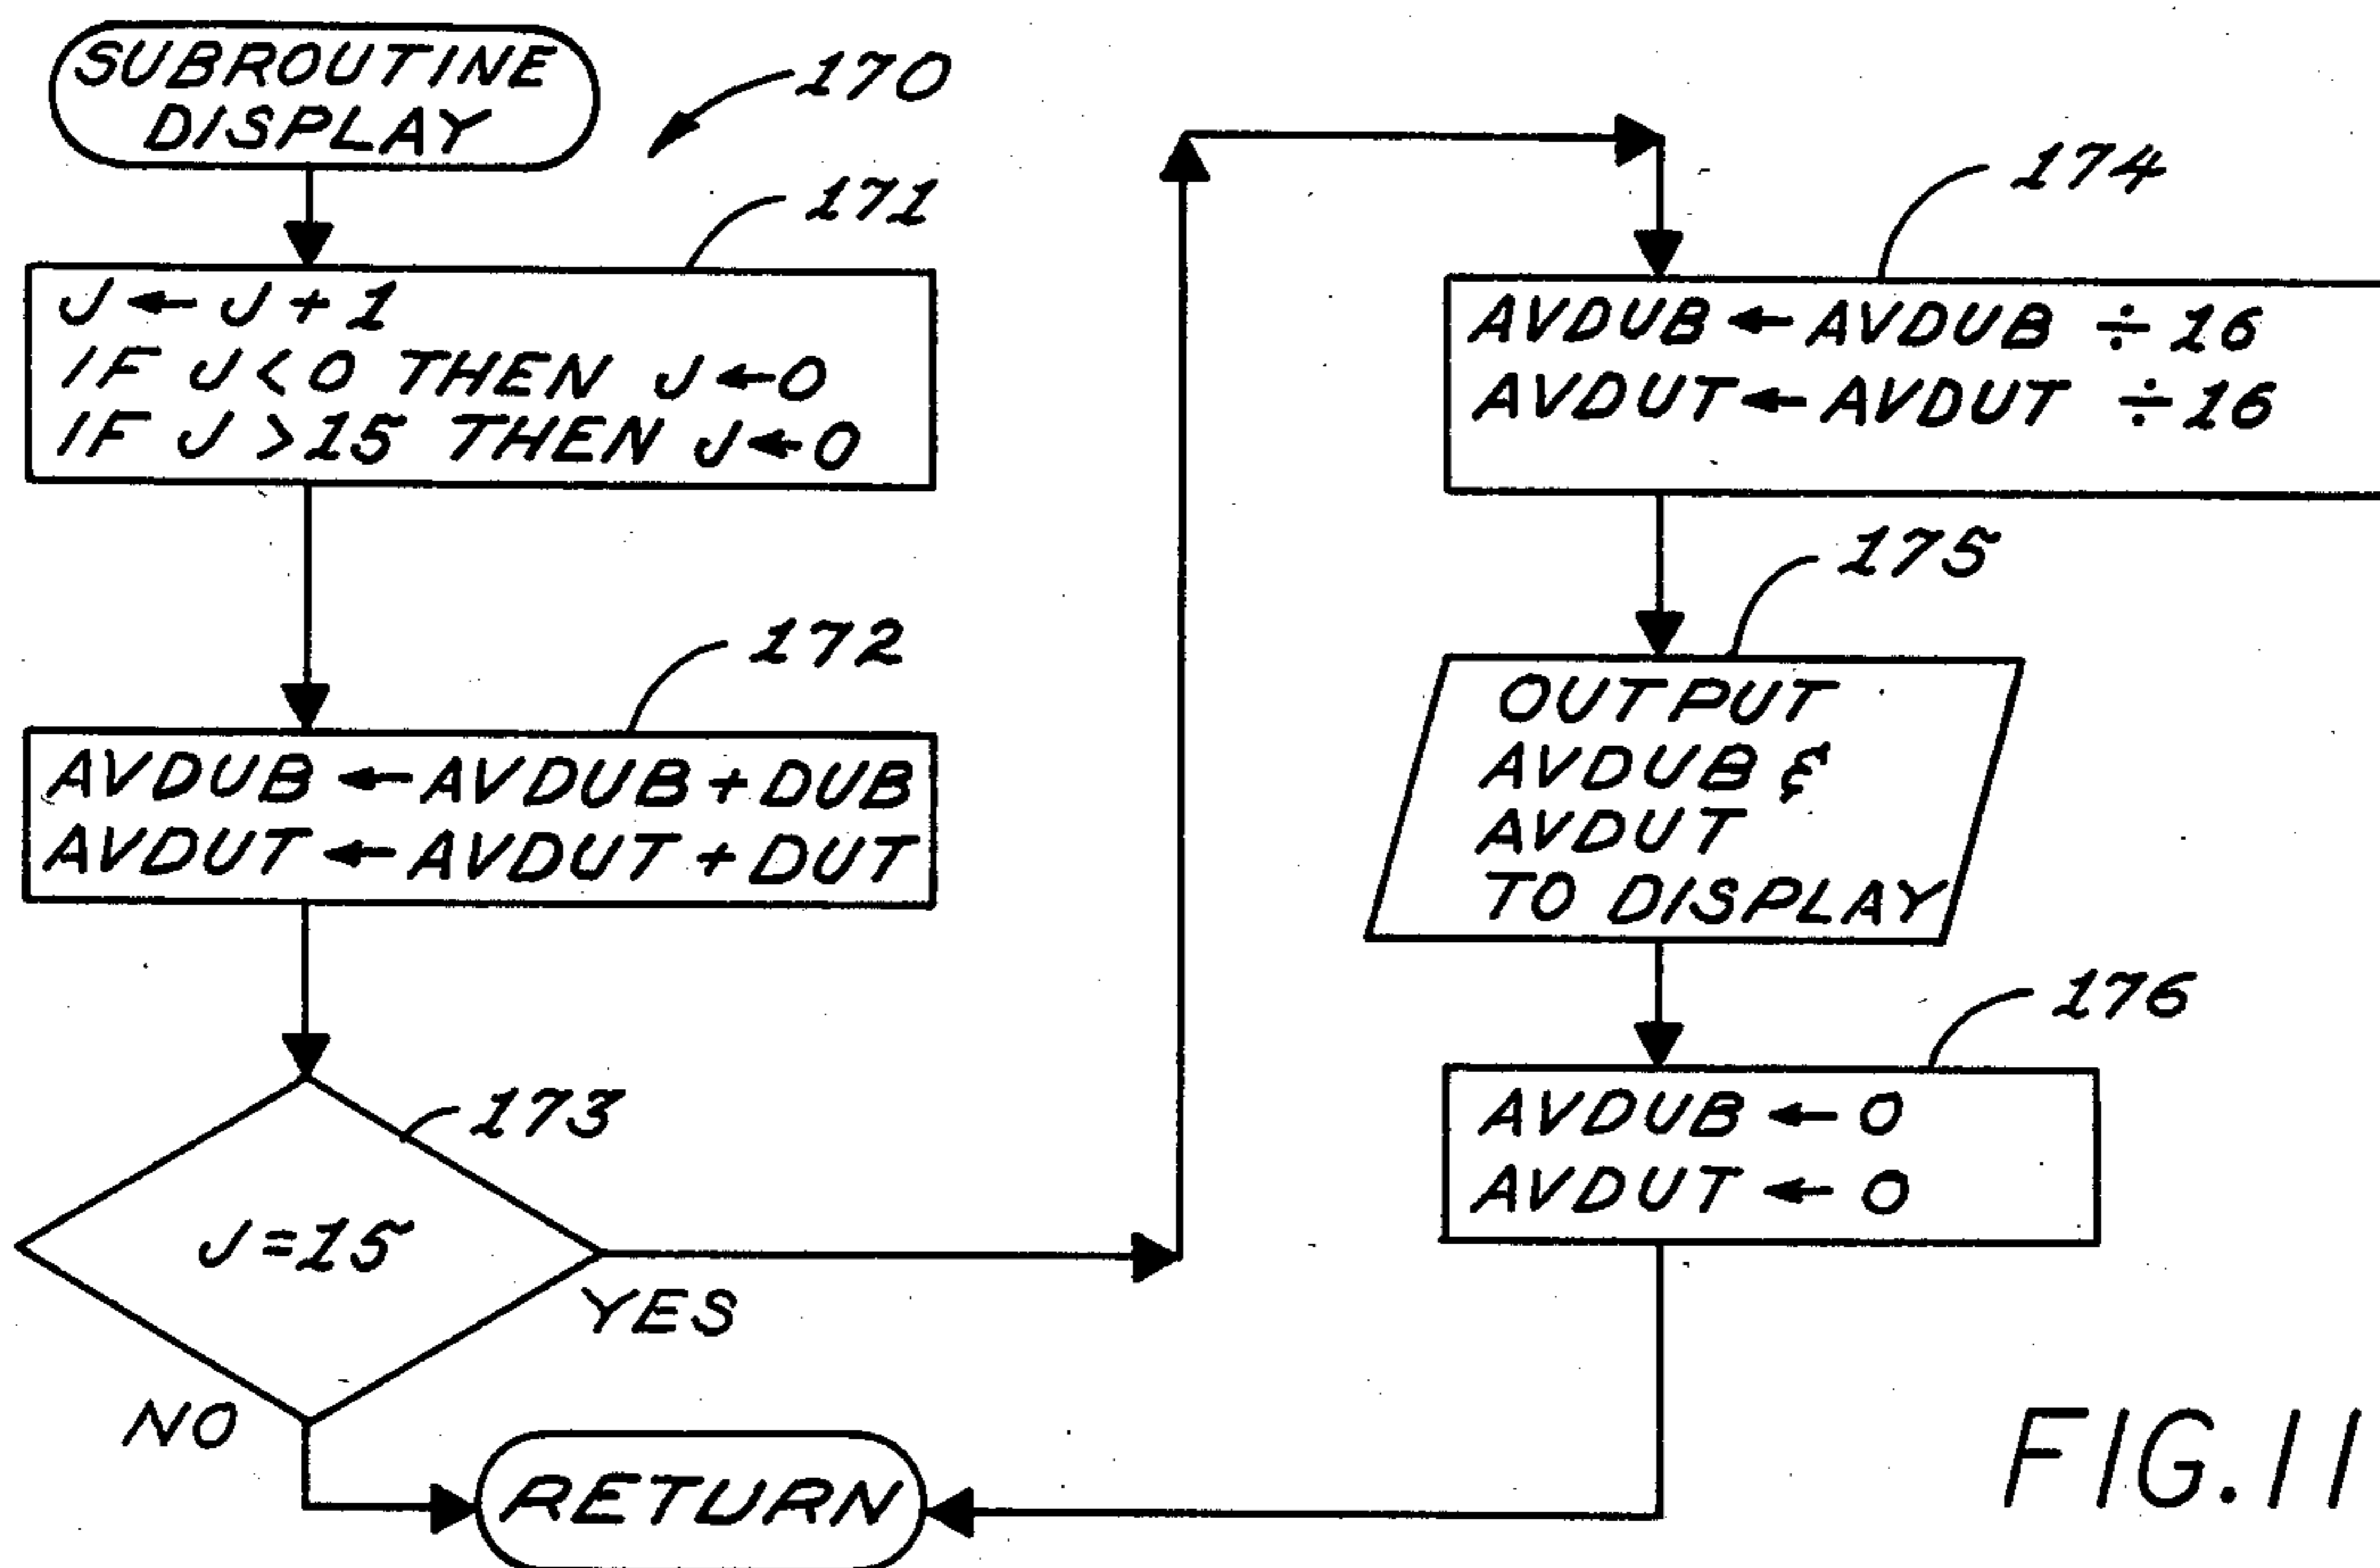 SUBROUTINE
DISPLAY
170
171
J ← J + 1
IF J < 0 THEN J ← 0
IF J > 15 THEN J ← 0
172
AVDUB ← AVDUB + DUB
AVDUT ← AVDUT + DUT
173
J = 15
YES
NO
RETURN
174
AVDUB ← AVDUB ÷ 16
AVDUT ← AVDUT ÷ 16
175
OUTPUT
AVDUB &
AVDUT
TO DISPLAY
176
AVDUB ← 0
AVDUT ← 0
FIG. 11